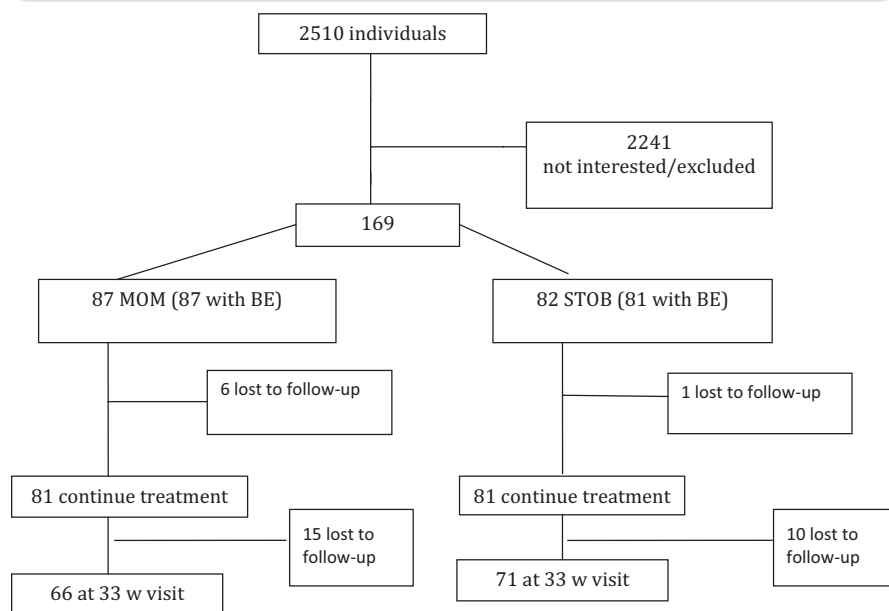 2510 individuals
2241
not interested/excluded
169
87 MOM (87 with BE)
82 STOB (81 with BE)
6 lost to follow-up
1 lost to follow-up
81 continue treatment
81 continue treatment
15 lost to
follow-up
10 lost to
follow-up
66 at 33 w visit
71 at 33 w visit